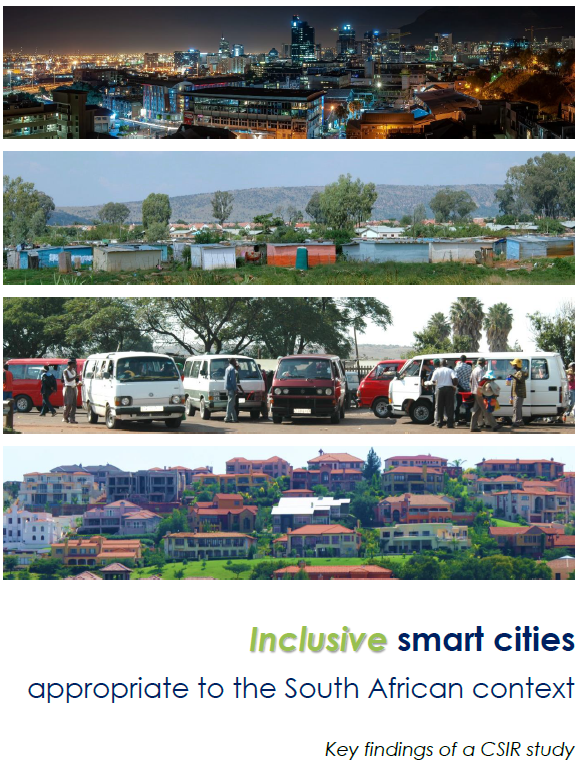 Inclusive smart cities
appropriate to the South African context
Key findings of a CSIR study